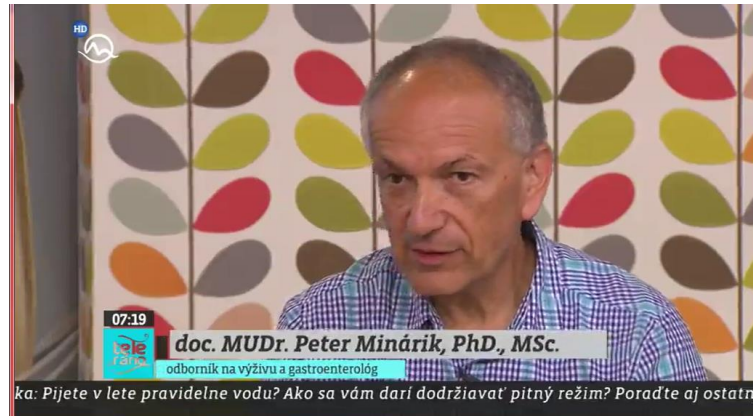 HD
07:19
tele
ráno
doc. MUDr. Peter Minárik, PhD., MSc.
odborník na výživu a gastroenterológ
ka: Pijete v lete pravidelne vodu? Ako sa vám darí dodržiavať pitný režim? Poraďte aj ostatn